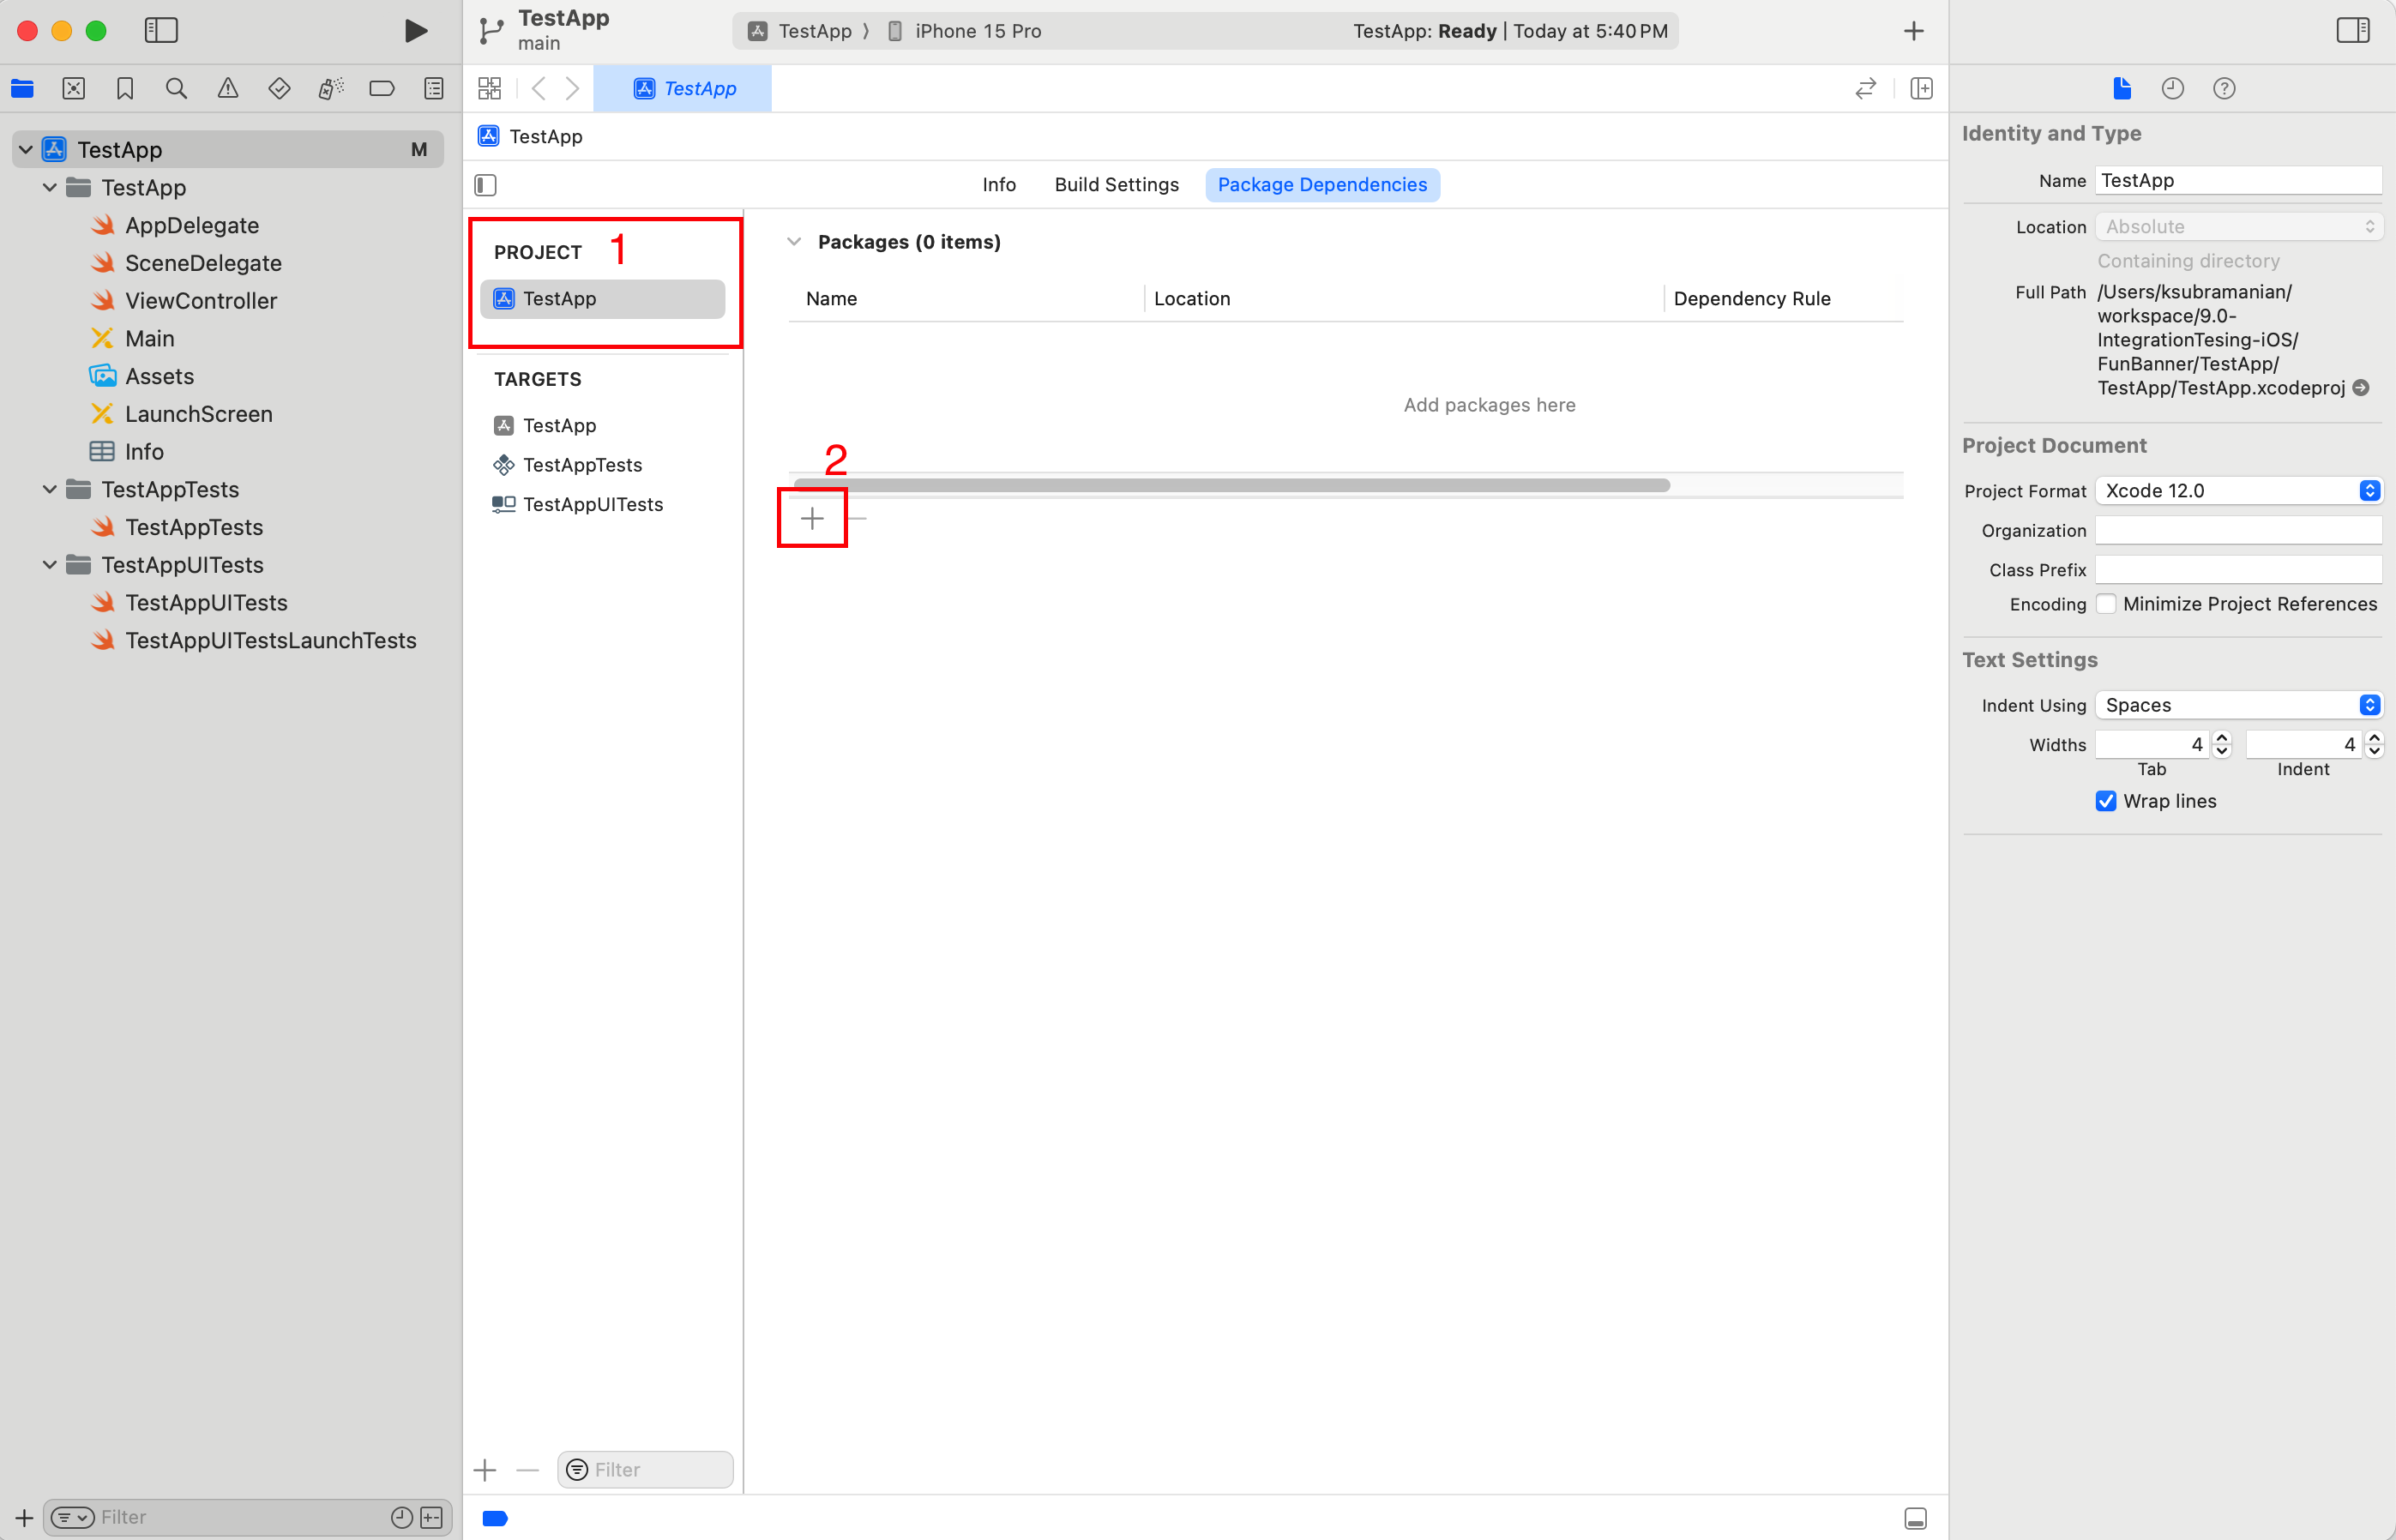 TestApp
main
TestApp 〉 iPhone 15 Pro
TestApp: Ready | Today at 5:40 PM
TestApp
TestApp M
TestApp
AppDelegate
SceneDelegate
ViewController
Main
Assets
LaunchScreen
Info
TestAppTests
TestAppTests
TestAppUITests
TestAppUITests
TestAppUITestsLaunchTests
Filter
TestApp
Info Build Settings Package Dependencies
PROJECT 1
TestApp
TARGETS
TestApp
TestAppTests
TestAppUITests
Filter
Packages (0 items)
Name Location Dependency Rule
Add packages here
2
Identity and Type
Name TestApp
Location Absolute
Containing directory
Full Path /Users/ksubramanian/
workspace/9.0-
IntegrationTesing-iOS/
FunBanner/TestApp/
TestApp/TestApp.xcodeproj
Project Document
Project Format Xcode 12.0
Organization
Class Prefix
Encoding Minimize Project References
Text Settings
Indent Using Spaces
Widths 4 4
Tab Indent
Wrap lines